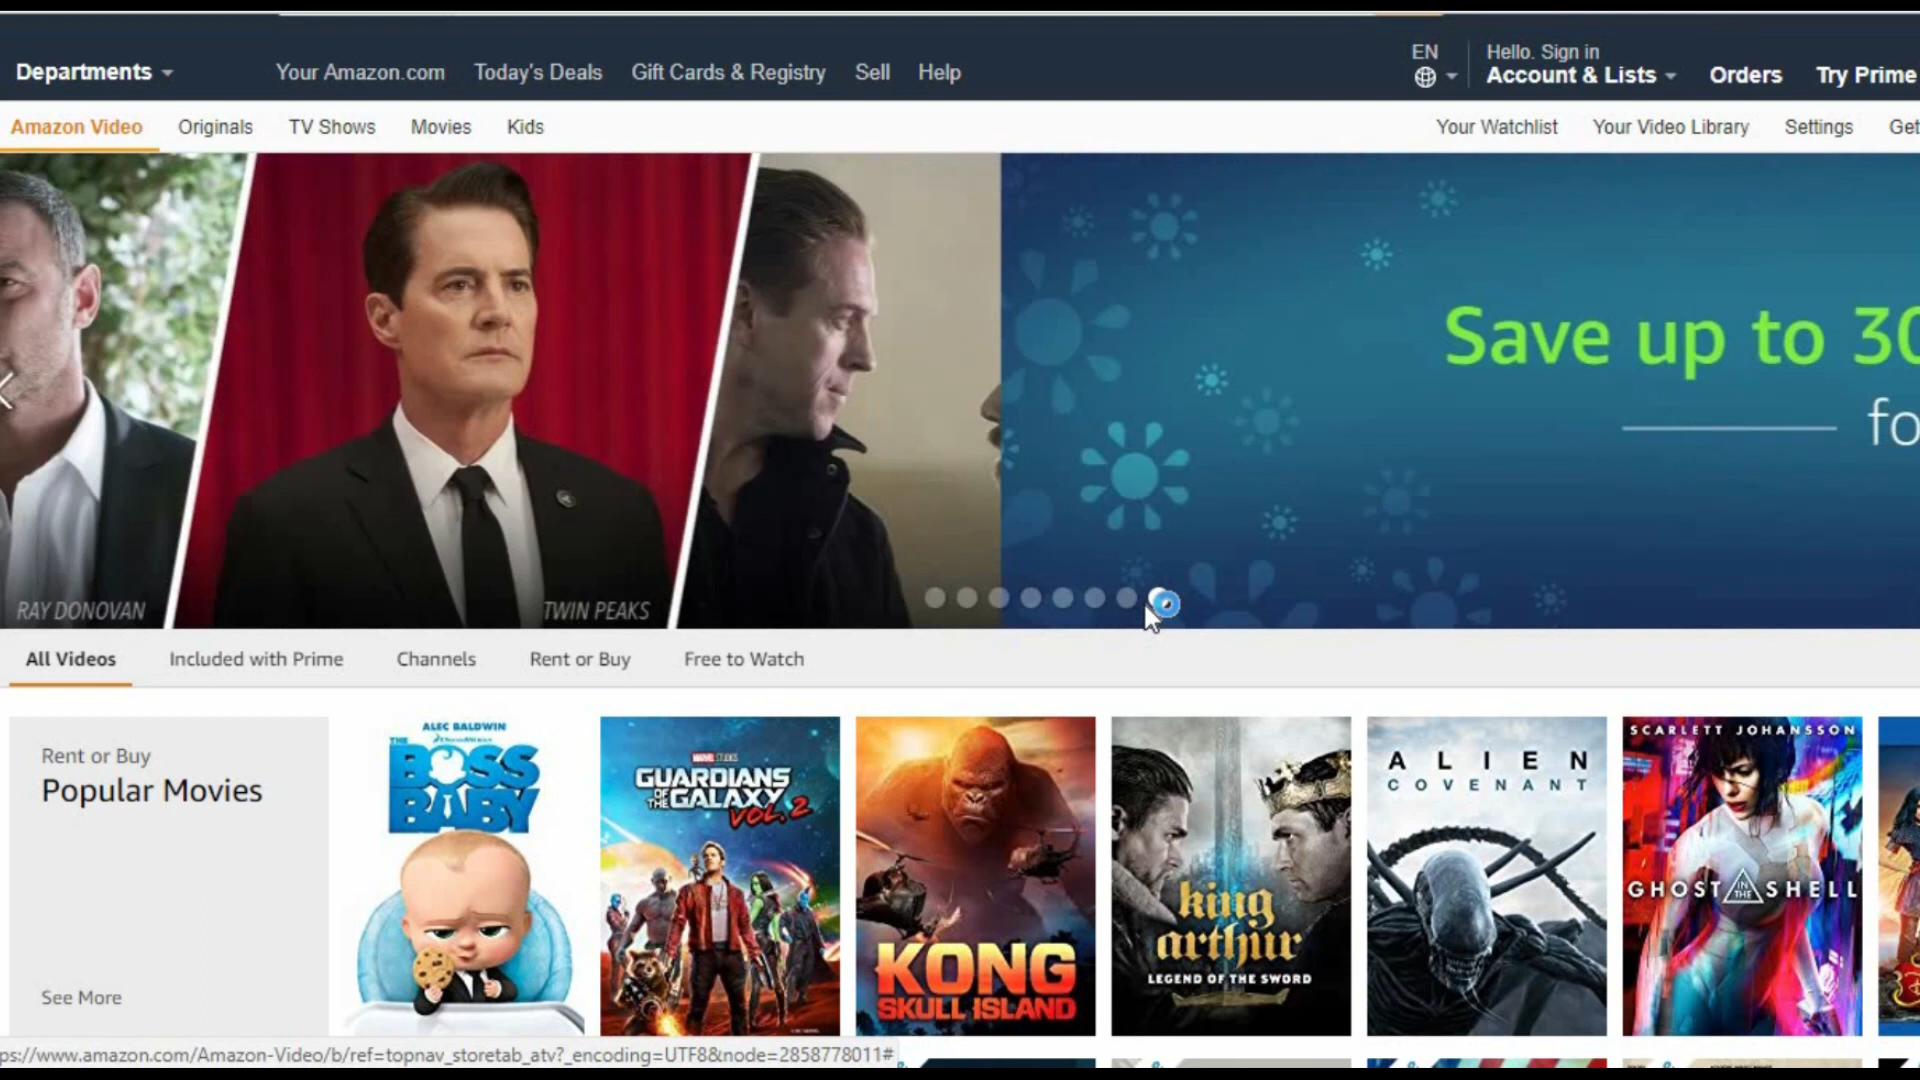 EN
Hello. Sign in
Departments
Your Amazon.com
Today's Deals
Gift Cards & Registry
Sell
Help
Account & Lists
Orders
Try Prime
Amazon Video
Originals
TV Shows
Movies
Kids
Your Watchlist
Your Video Library
Settings
Get
Save up to 30
fo
RAY DONOVAN
TWIN PEAKS
All Videos
Included with Prime
Channels
Rent or Buy
Free to Watch
Rent or Buy
Popular Movies
See More
ALEC BALDWIN
THE
BOSS
BABY
MARVEL STUDIOS
GUARDIANS
OF THE GALAXY
VOL. 2
KONG
SKULL ISLAND
king
arthur
LEGEND OF THE SWORD
ALIEN
COVENANT
SCARLETT JOHANSSON
GHOST IN THE SHELL
ps://www.amazon.com/Amazon-Video/b/ref=topnav_storetab_atv?_encoding=UTF8&node=2858778011#